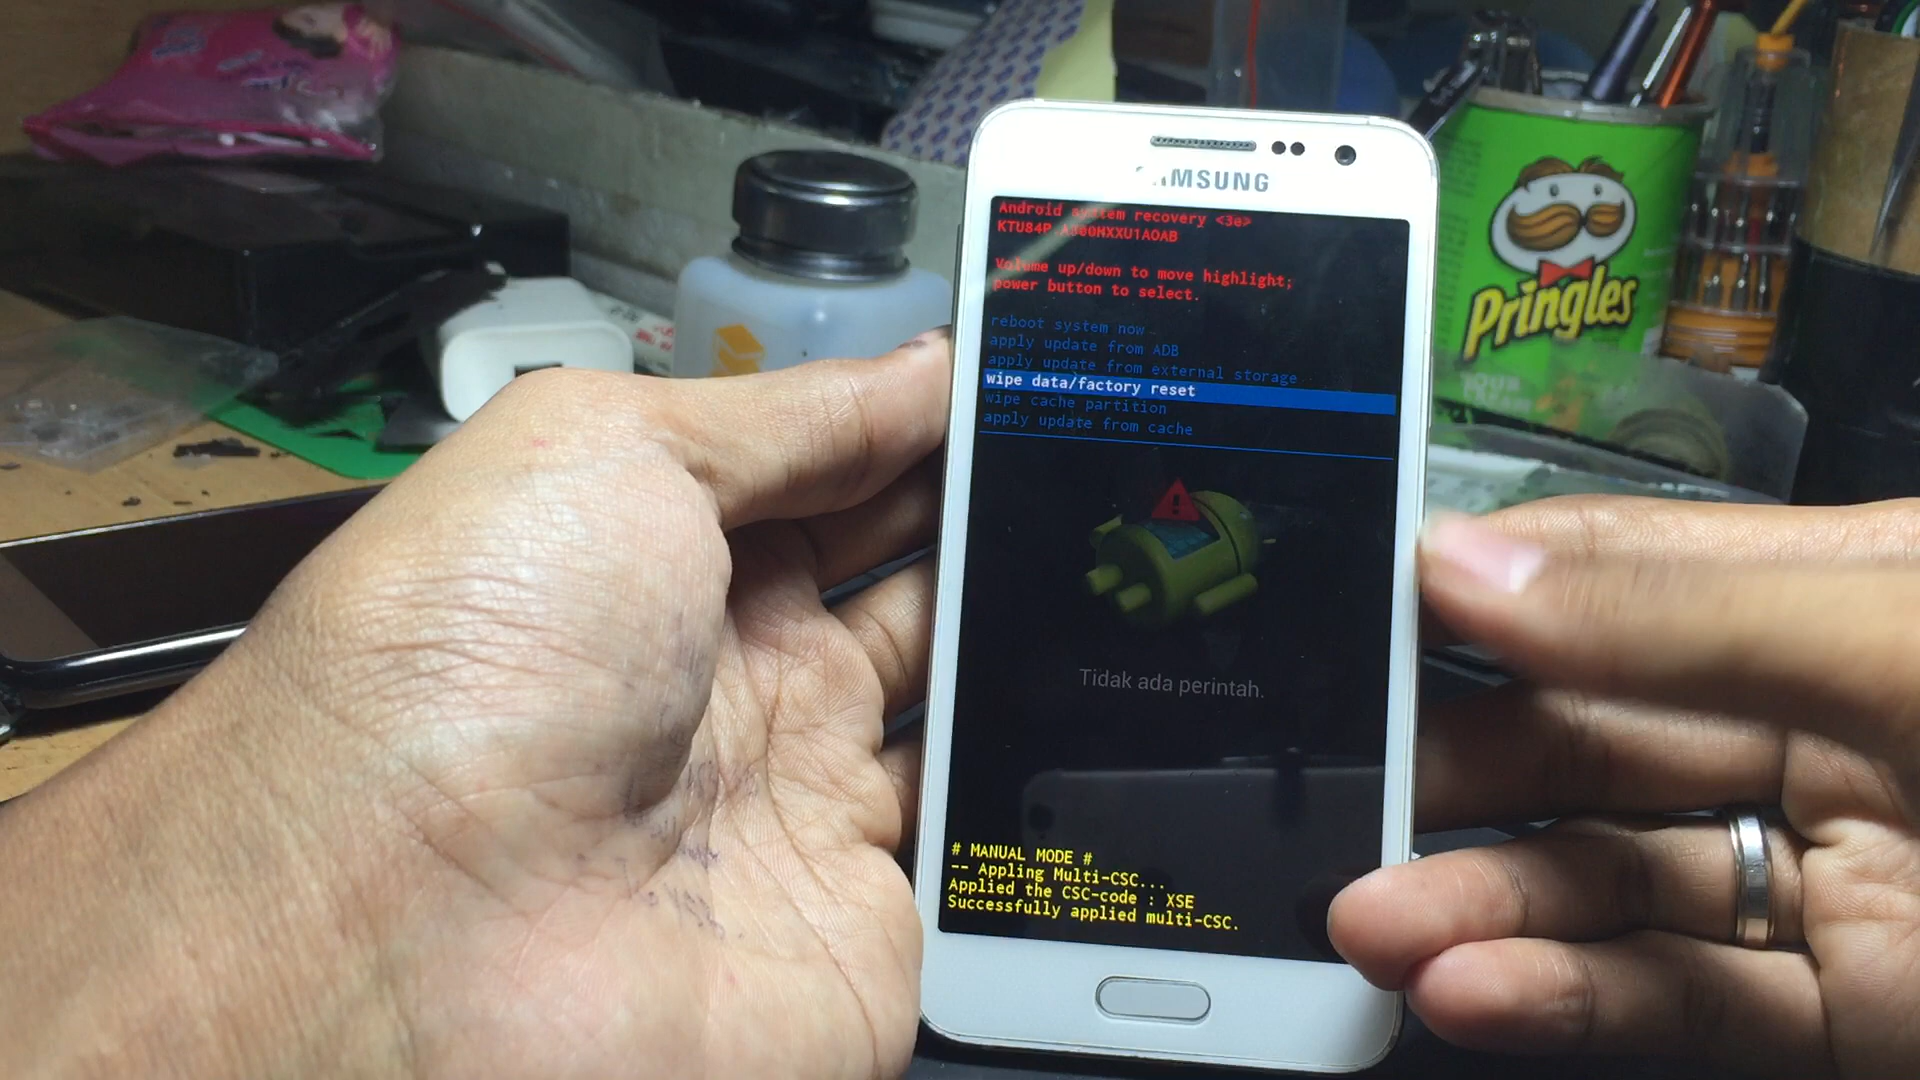 SAMSUNG
Android system recovery <3e>
KTU84P.A300HXXU1AOAB
Volume up/down to move highlight;
power button to select.
reboot system now
apply update from ADB
apply update from external storage
wipe data/factory reset
wipe cache partition
apply update from cache
Tidak ada perintah.
# MANUAL MODE #
-- Appling Multi-CSC...
Applied the CSC-code : XSE
Successfully applied multi-CSC.
Pringles